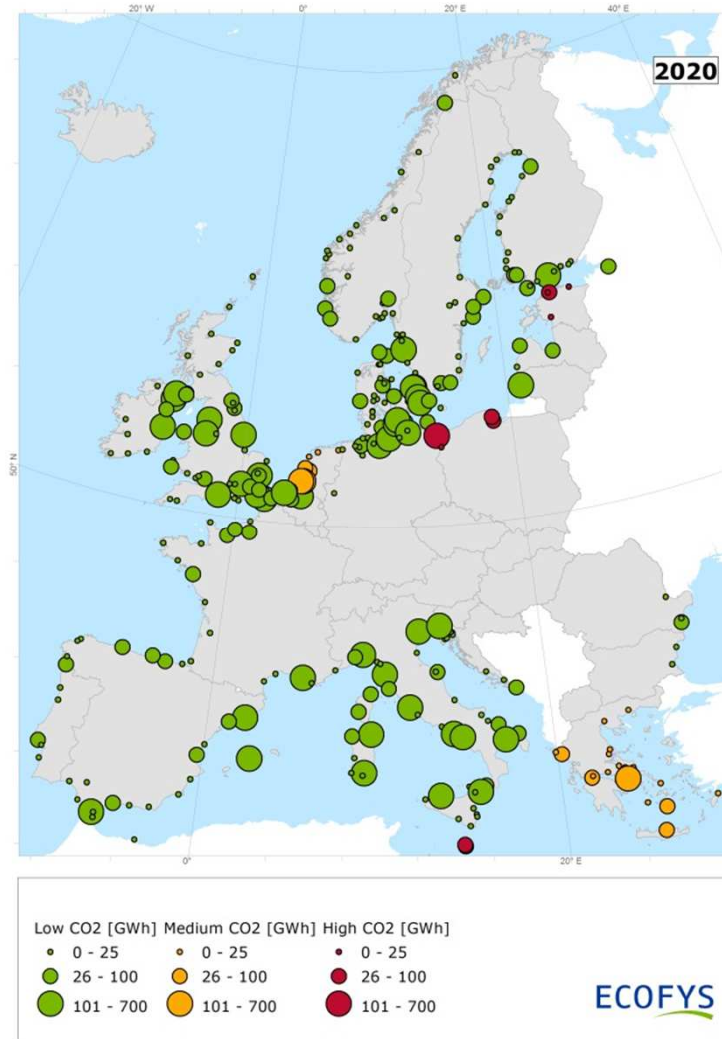 20° W 0° 20° E 40° E
2020
50° N
0° 20° E
Low CO2 [GWh] Medium CO2 [GWh] High CO2 [GWh]
0 - 25 0 - 25 0 - 25
26 - 100 26 - 100 26 - 100
101 - 700 101 - 700 101 - 700
ECOFYS